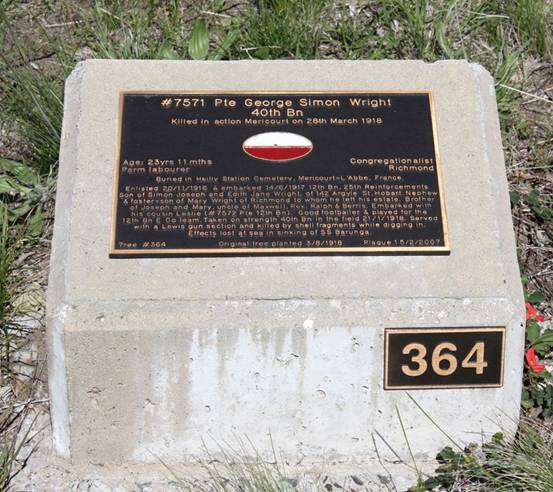 #7571 Pte George Simon Wright
40th Bn
Killed in action Mericourt on 28th March 1918
Age: 23yrs 11 mths
Farm labourer
Congregationalist
Richmond
Buried in Heilly Station Cemetery, Mericourt-L'Abbe, France.
Enlisted 20/11/1916 & embarked 14/6/1917 12th Bn, 25th Reinforcements
Son of Simon Joseph and Edith Jane Wright, of 142 Argyle St, Hobart. Nephew
& foster-son of Mary Wright of Richmond to whom he left his estate. Brother
of Joseph and Mary, uncle of Maxwell, Rex, Ralph & Berris. Embarked with
his cousin Leslie (#7572 Pte 12th Bn). Good footballer & played for the
12th Bn E Co team. Taken on strength 40th Bn in the field 21/1/1918. Served
with a Lewis gun section and killed by shell fragments while digging in.
Effects lost at sea in sinking of SS Barunga.
Tree #364
Original tree planted 3/8/1918
Plaque 15/2/2007
364